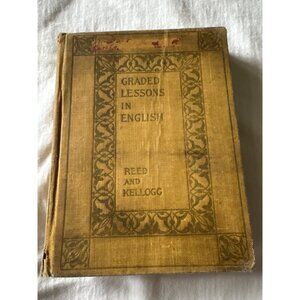 GRADED
LESSONS
IN
ENGLISH
REED
AND
KELLOGG